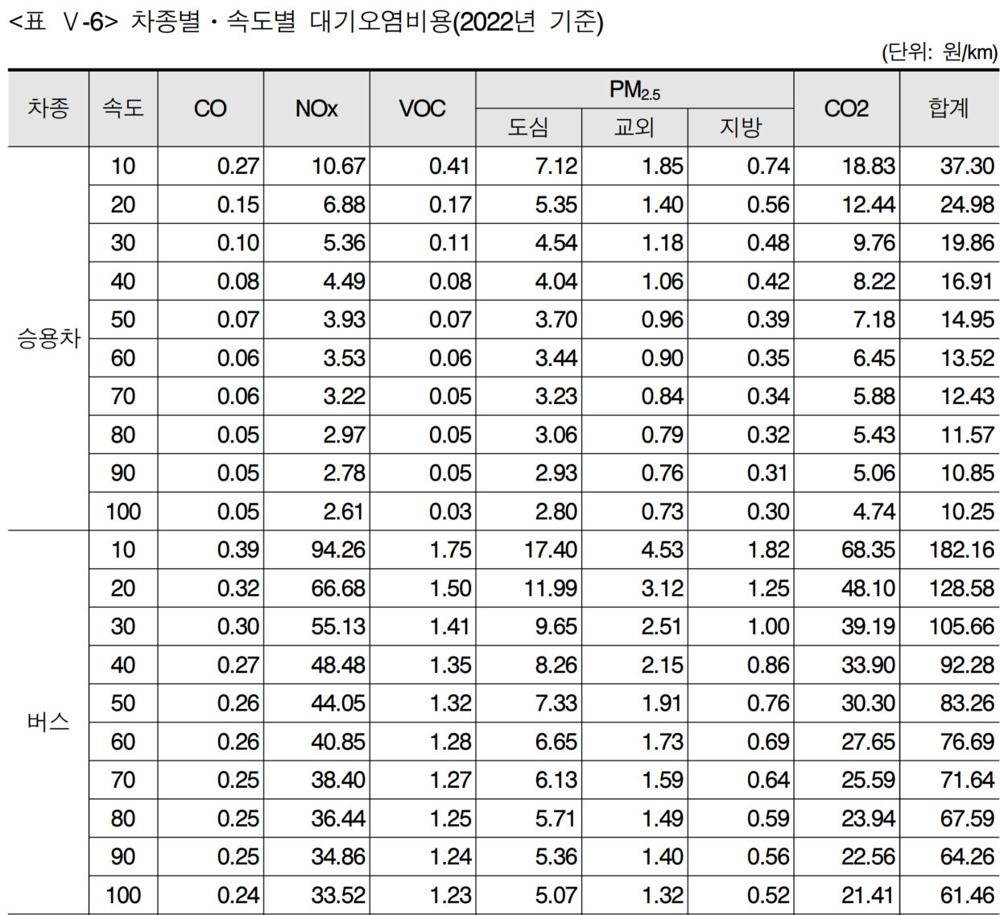 <표 Ⅴ-6> 차종별・속도별 대기오염비용(2022년 기준)
(단위: 원/km)
차종 속도 CO NOx VOC PM2.5 CO2 합계
도심 교외 지방
승용차
10 0.27 10.67 0.41 7.12 1.85 0.74 18.83 37.30
20 0.15 6.88 0.17 5.35 1.40 0.56 12.44 24.98
30 0.10 5.36 0.11 4.54 1.18 0.48 9.76 19.86
40 0.08 4.49 0.08 4.04 1.06 0.42 8.22 16.91
50 0.07 3.93 0.07 3.70 0.96 0.39 7.18 14.95
60 0.06 3.53 0.06 3.44 0.90 0.35 6.45 13.52
70 0.06 3.22 0.05 3.23 0.84 0.34 5.88 12.43
80 0.05 2.97 0.05 3.06 0.79 0.32 5.43 11.57
90 0.05 2.78 0.05 2.93 0.76 0.31 5.06 10.85
100 0.05 2.61 0.03 2.80 0.73 0.30 4.74 10.25
버스
10 0.39 94.26 1.75 17.40 4.53 1.82 68.35 182.16
20 0.32 66.68 1.50 11.99 3.12 1.25 48.10 128.58
30 0.30 55.13 1.41 9.65 2.51 1.00 39.19 105.66
40 0.27 48.48 1.35 8.26 2.15 0.86 33.90 92.28
50 0.26 44.05 1.32 7.33 1.91 0.76 30.30 83.26
60 0.26 40.85 1.28 6.65 1.73 0.69 27.65 76.69
70 0.25 38.40 1.27 6.13 1.59 0.64 25.59 71.64
80 0.25 36.44 1.25 5.71 1.49 0.59 23.94 67.59
90 0.25 34.86 1.24 5.36 1.40 0.56 22.56 64.26
100 0.24 33.52 1.23 5.07 1.32 0.52 21.41 61.46